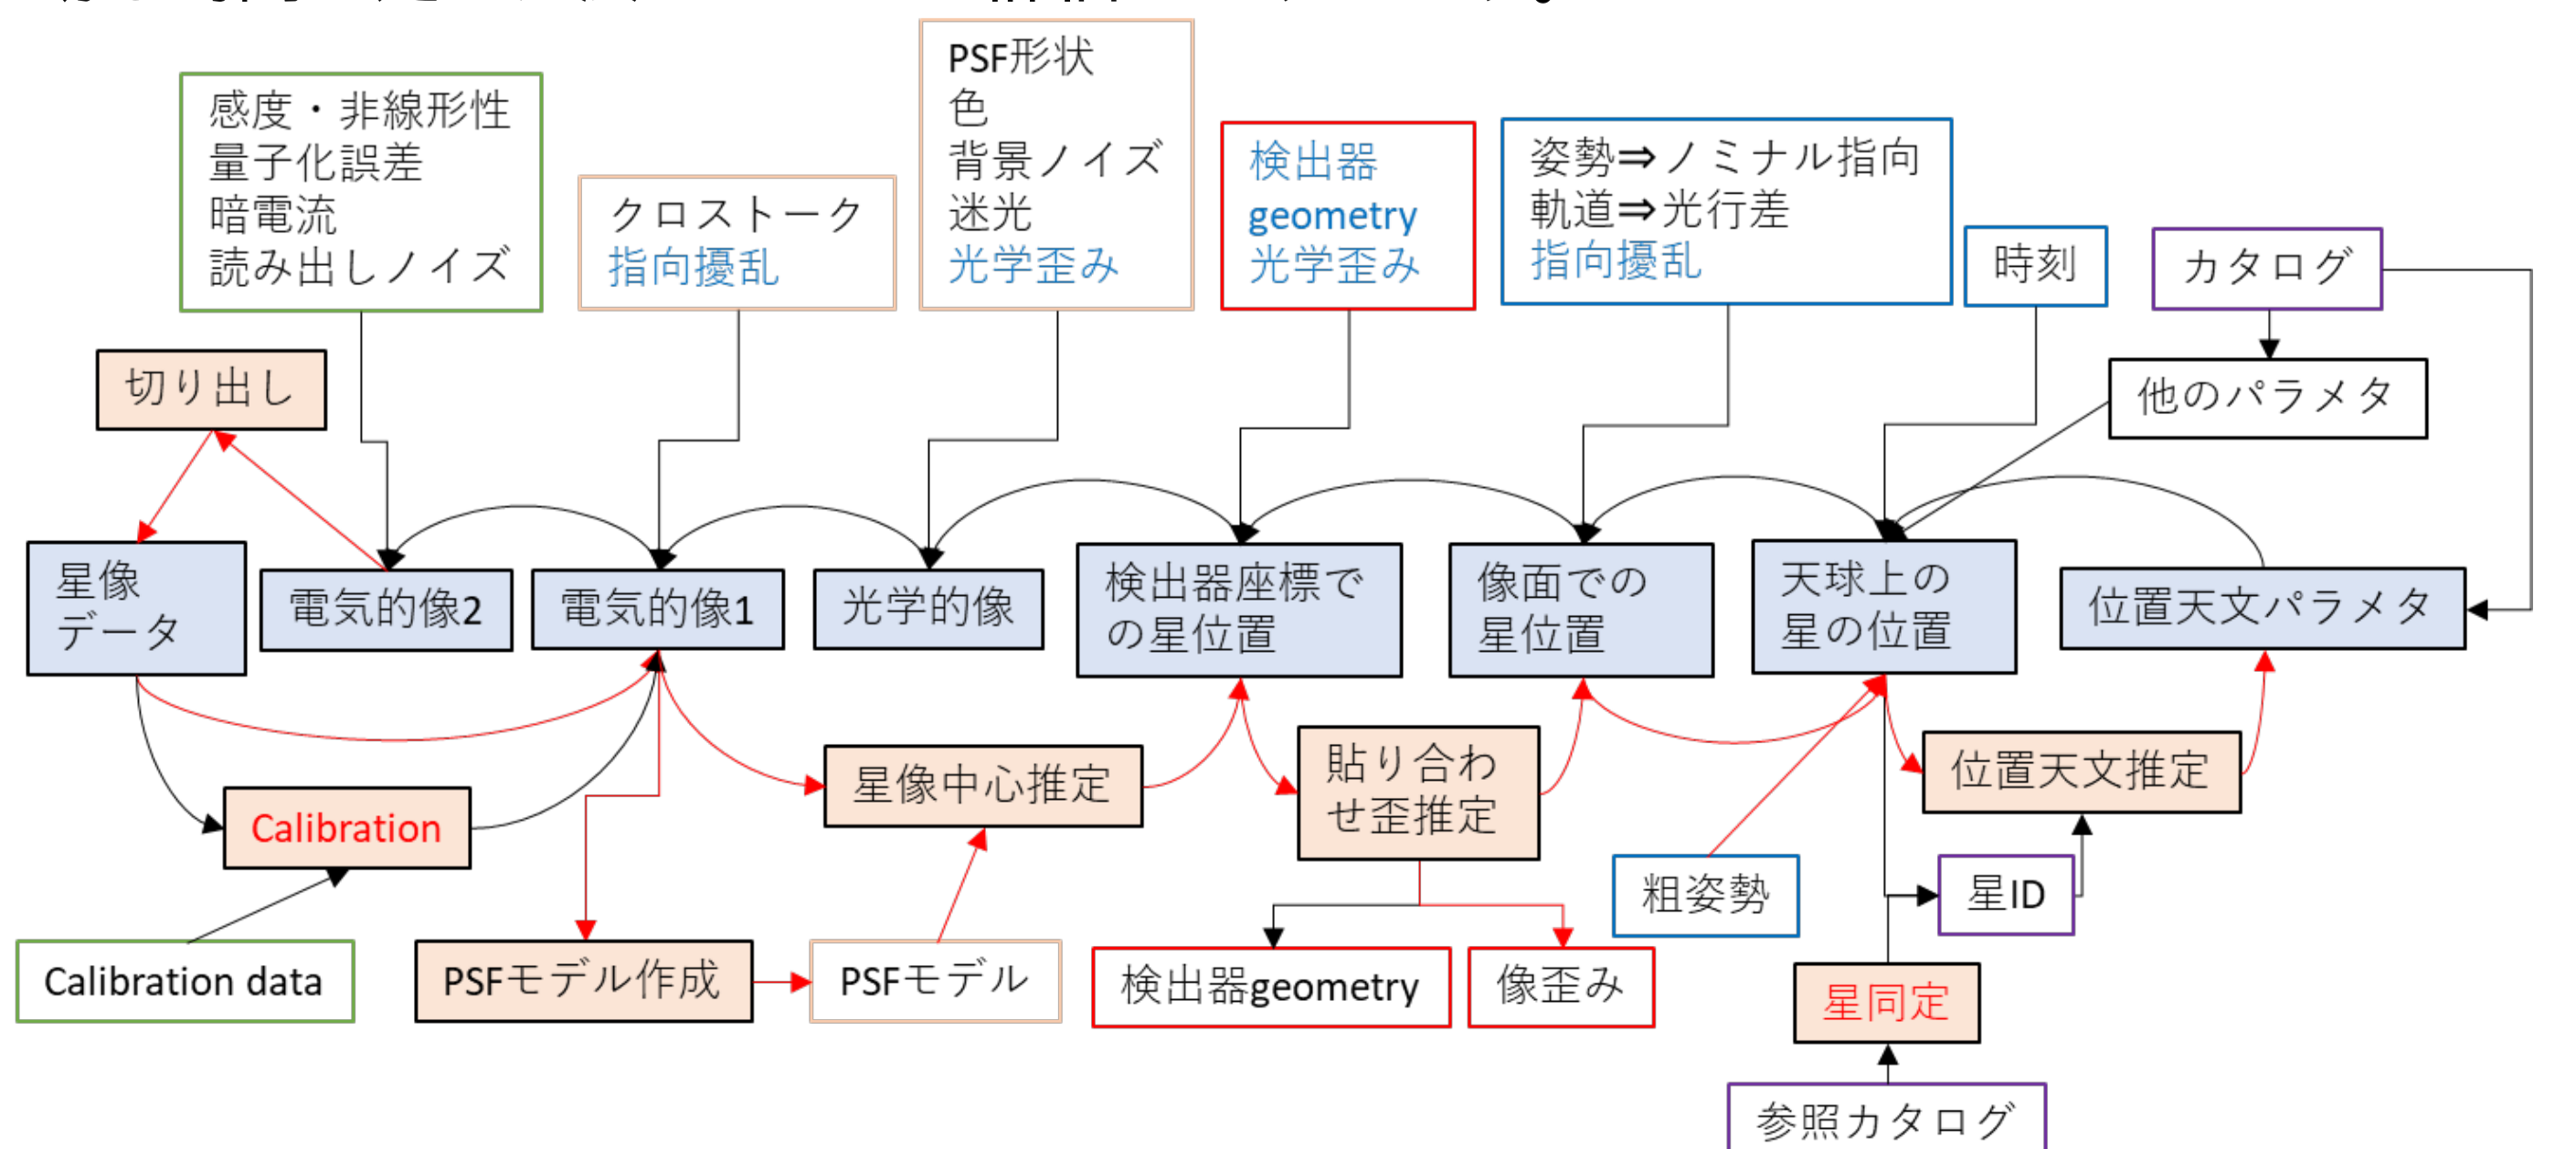 感度・非線形性
量子化誤差
暗電流
読み出しノイズ
クロストーク
指向擾乱
PSF形状
色
背景ノイズ
迷光
光学歪み
検出器
geometry
光学歪み
姿勢⇒ノミナル指向
軌道⇒光行差
指向擾乱
時刻
カタログ
切り出し
他のパラメタ
星像
データ
電気的像2
電気的像1
光学的像
検出器座標で
の星位置
像面での
星位置
天球上の
星の位置
位置天文パラメタ
Calibration
星像中心推定
貼り合わ
せ歪推定
位置天文推定
粗姿勢
星ID
Calibration data
PSFモデル作成
PSFモデル
検出器geometry
像歪み
星同定
参照カタログ